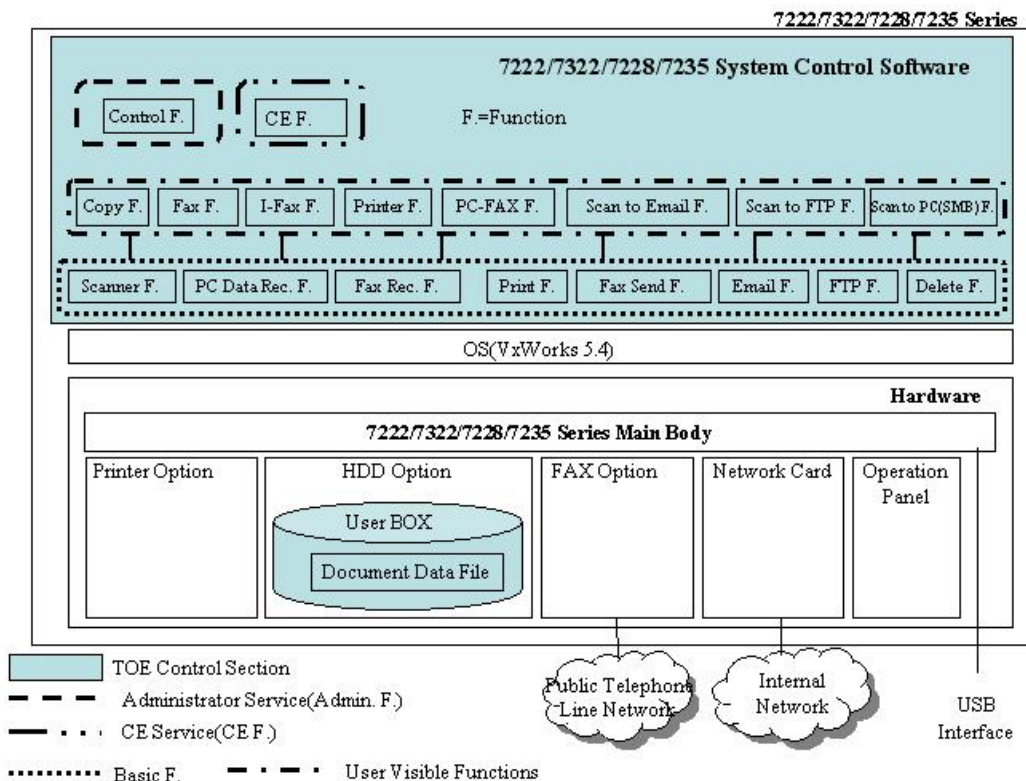 7222/7322/7228/7235 Series
7222/7322/7228/7235 System Control Software
Control F.
CE F.
F.=Function
Copy F.
Fax F.
I-Fax F.
Printer F.
PC-FAX F.
Scan to Email F.
Scan to FTP F.
Scan to PC(SMB) F.
Scanner F.
PC Data Rec. F.
Fax Rec. F.
Print F.
Fax Send F.
Email F.
FTP F.
Delete F.
OS(VxWorks 5.4)
Hardware
7222/7322/7228/7235 Series Main Body
Printer Option
HDD Option
FAX Option
Network Card
Operation
Panel
User BOX
Document Data File
Public Telephone
Line Network
Internal
Network
USB
Interface
TOE Control Section
Administrator Service(Admin. F.)
CE Service(CE F.)
Basic F.
User Visible Functions